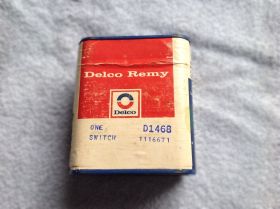 Delco Remy
Delco
ONE D1468
SWITCH 1116671